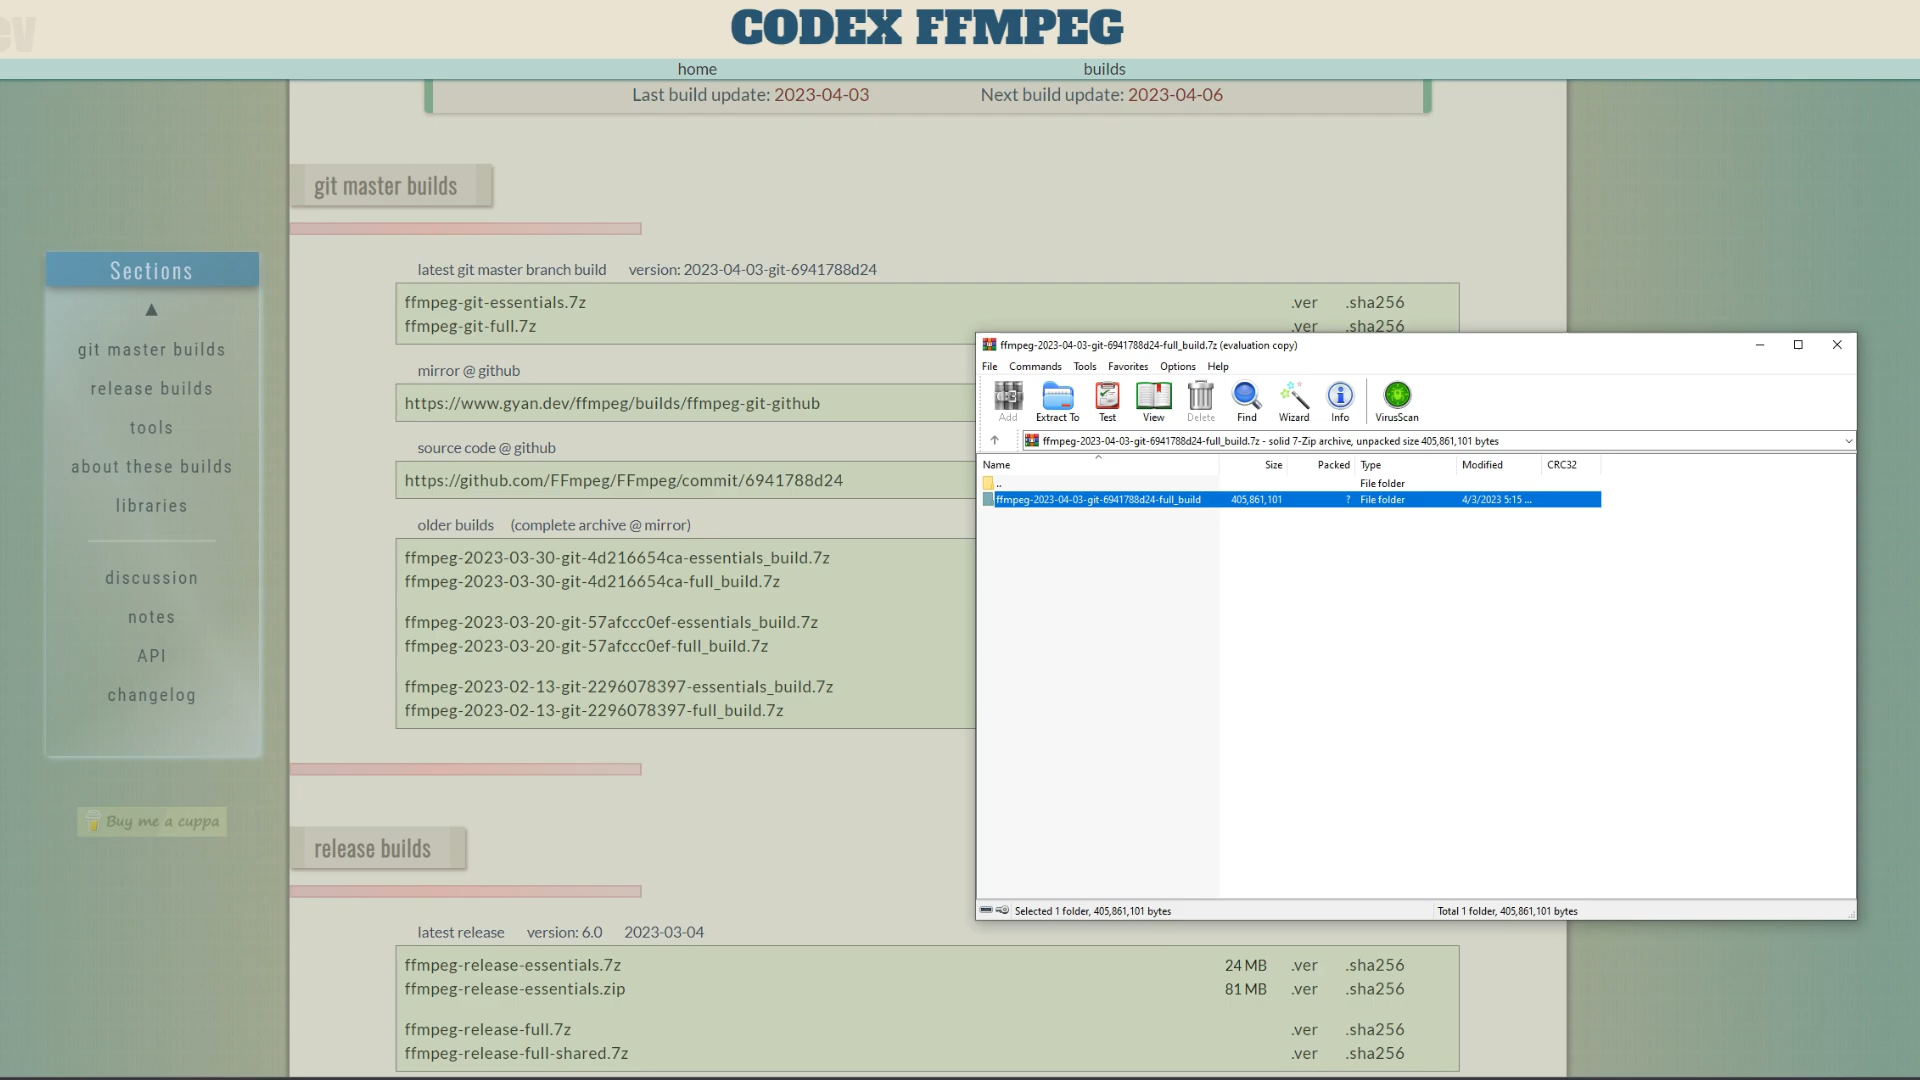 ev
CODEX FFMPEG
home
builds
Last build update: 2023-04-03
Next build update: 2023-04-06
git master builds
Sections
▲
git master builds
release builds
tools
about these builds
libraries
discussion
notes
API
changelog
Buy me a cuppa
latest git master branch build version: 2023-04-03-git-6941788d24
ffmpeg-git-essentials.7z .ver .sha256
ffmpeg-git-full.7z .ver .sha256
mirror @ github
https://www.gyan.dev/ffmpeg/builds/ffmpeg-git-github
source code @ github
https://github.com/FFmpeg/FFmpeg/commit/6941788d24
older builds (complete archive @ mirror)
ffmpeg-2023-03-30-git-4d216654ca-essentials_build.7z
ffmpeg-2023-03-30-git-4d216654ca-full_build.7z
ffmpeg-2023-03-20-git-57afccc0ef-essentials_build.7z
ffmpeg-2023-03-20-git-57afccc0ef-full_build.7z
ffmpeg-2023-02-13-git-2296078397-essentials_build.7z
ffmpeg-2023-02-13-git-2296078397-full_build.7z
release builds
latest release version: 6.0 2023-03-04
ffmpeg-release-essentials.7z 24 MB .ver .sha256
ffmpeg-release-essentials.zip 81 MB .ver .sha256
ffmpeg-release-full.7z .ver .sha256
ffmpeg-release-full-shared.7z .ver .sha256
ffmpeg-2023-04-03-git-6941788d24-full_build.7z (evaluation copy)
File Commands Tools Favorites Options Help
Add Extract To Test View Delete Find Wizard Info VirusScan
ffmpeg-2023-04-03-git-6941788d24-full_build.7z - solid 7-Zip archive, unpacked size 405,861,101 bytes
Name Size Packed Type Modified CRC32
.. File folder
ffmpeg-2023-04-03-git-6941788d24-full_build 405,861,101 ? File folder 4/3/2023 5:15 ...
Selected 1 folder, 405,861,101 bytes
Total 1 folder, 405,861,101 bytes